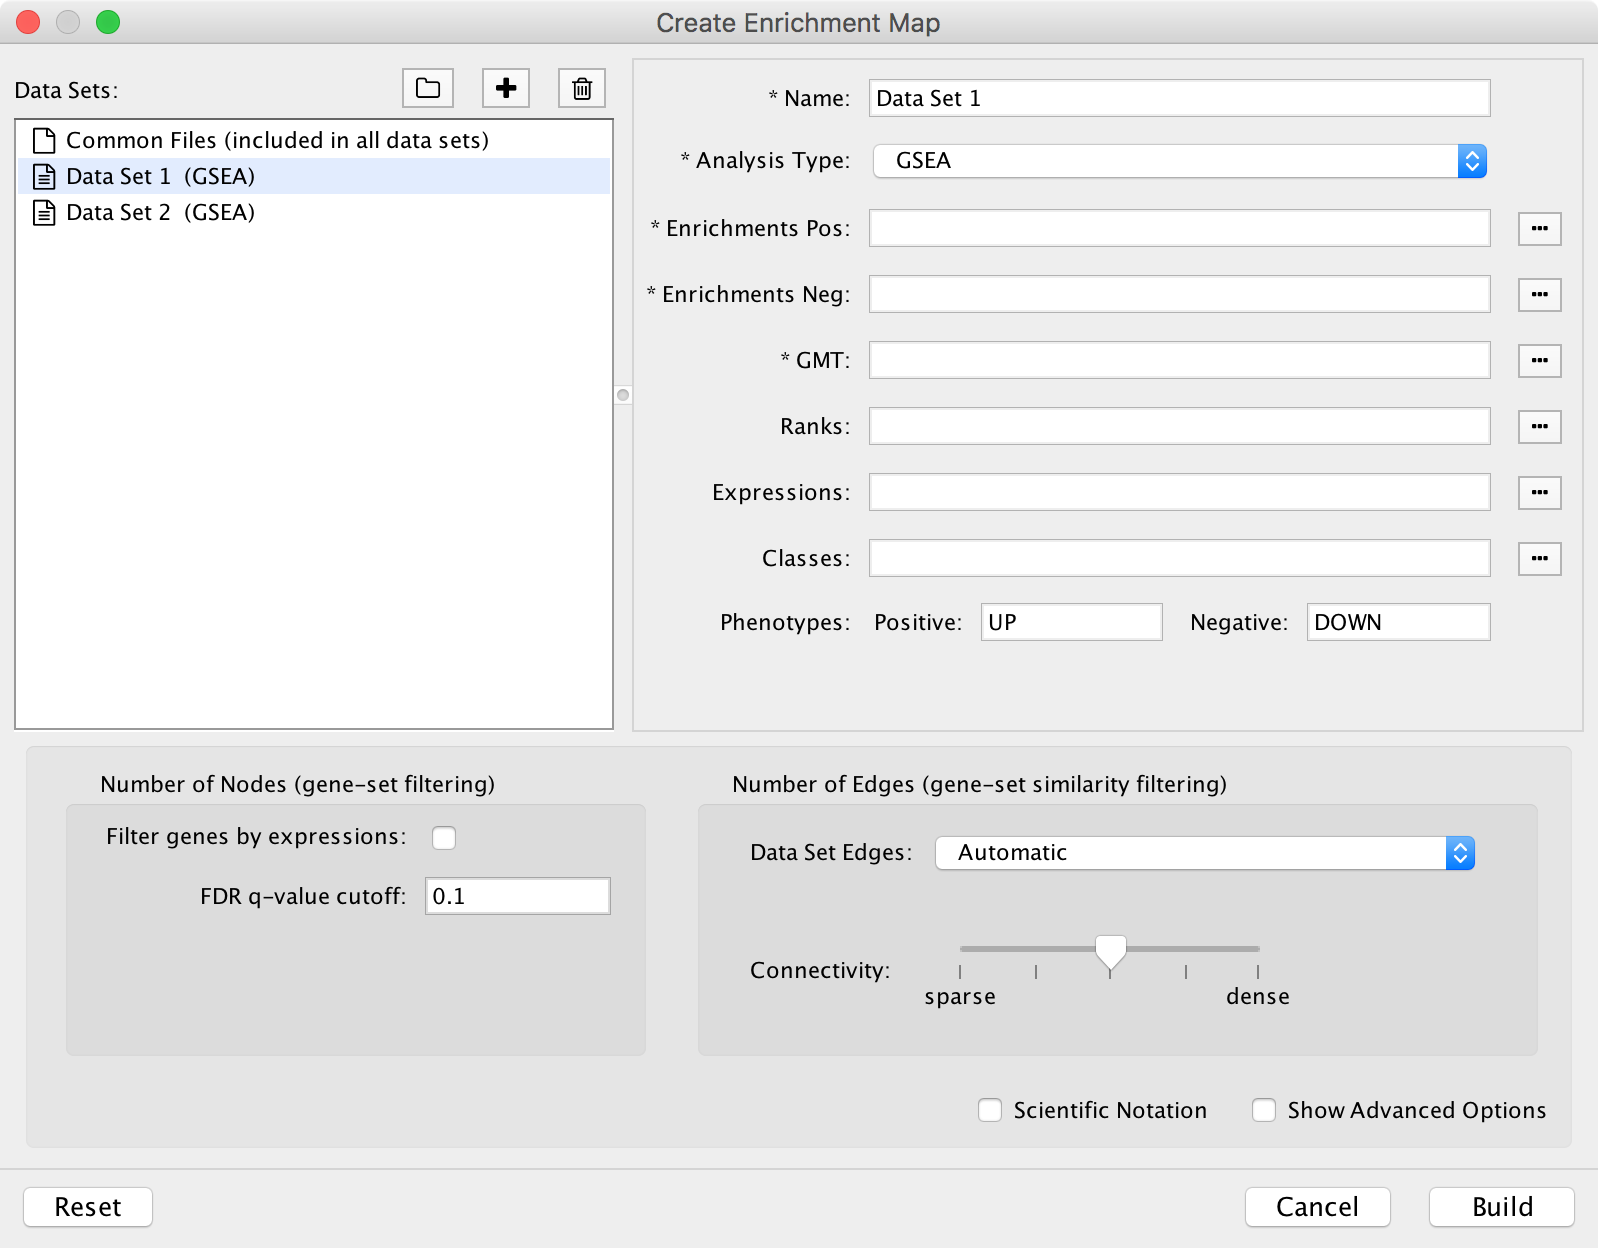 Create Enrichment Map
Data Sets:
Common Files (included in all data sets)
Data Set 1 (GSEA)
Data Set 2 (GSEA)
* Name: Data Set 1
* Analysis Type: GSEA
* Enrichments Pos:
* Enrichments Neg:
* GMT:
Ranks:
Expressions:
Classes:
Phenotypes: Positive: UP Negative: DOWN
Number of Nodes (gene-set filtering)
Filter genes by expressions:
FDR q-value cutoff: 0.1
Number of Edges (gene-set similarity filtering)
Data Set Edges: Automatic
Connectivity:
sparse dense
Scientific Notation Show Advanced Options
Reset Cancel Build